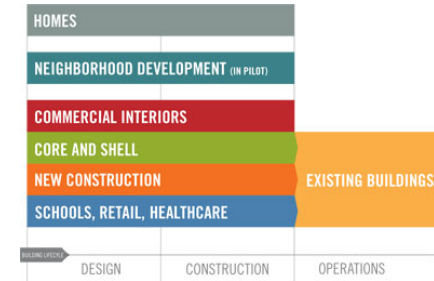 HOMES
NEIGHBORHOOD DEVELOPMENT (IN PILOT)
COMMERCIAL INTERIORS
CORE AND SHELL
NEW CONSTRUCTION
EXISTING BUILDINGS
SCHOOLS, RETAIL, HEALTHCARE
BUILDING LIFECYCLE
DESIGN
CONSTRUCTION
OPERATIONS